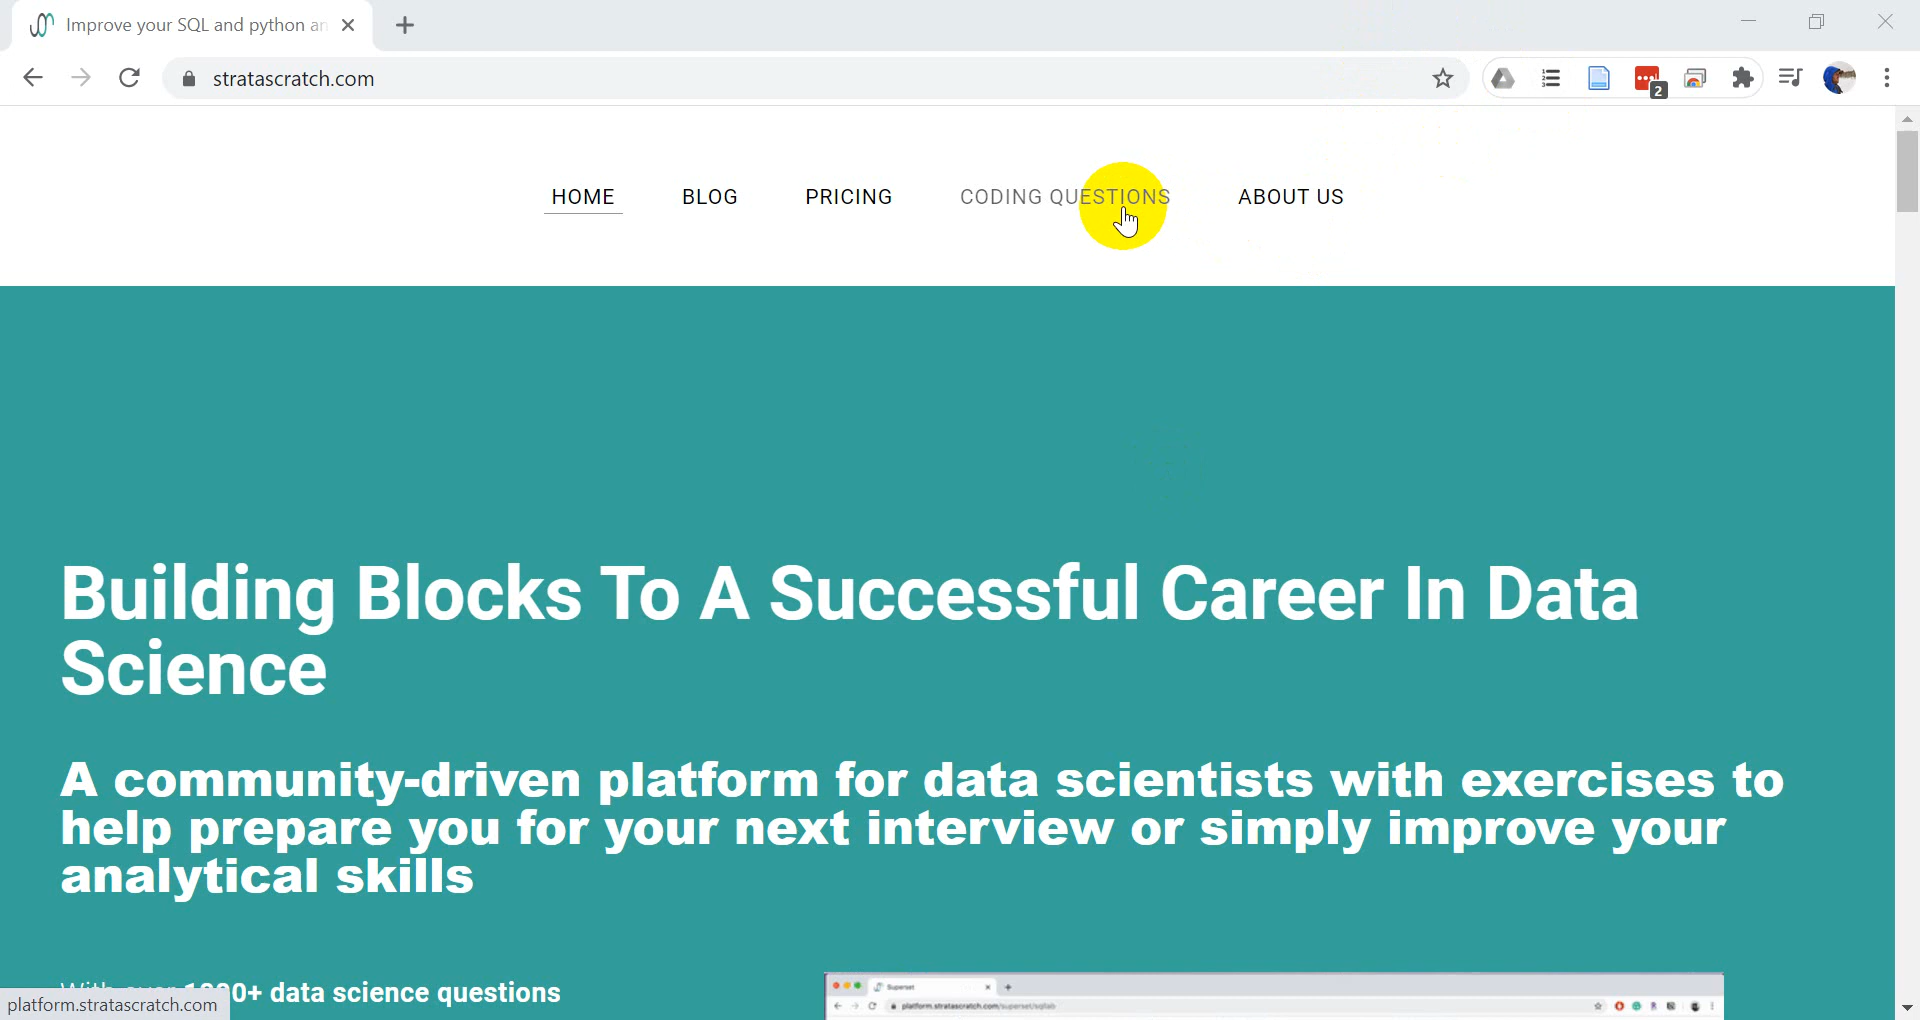 Improve your SQL and python an
stratascratch.com
2
HOME BLOG PRICING CODING QUESTIONS ABOUT US
Building Blocks To A Successful Career In Data
Science
A community-driven platform for data scientists with exercises to
help prepare you for your next interview or simply improve your
analytical skills
0+ data science questions
platform.stratascratch.com
Superset
platform.stratascratch.com/superset/sqllab